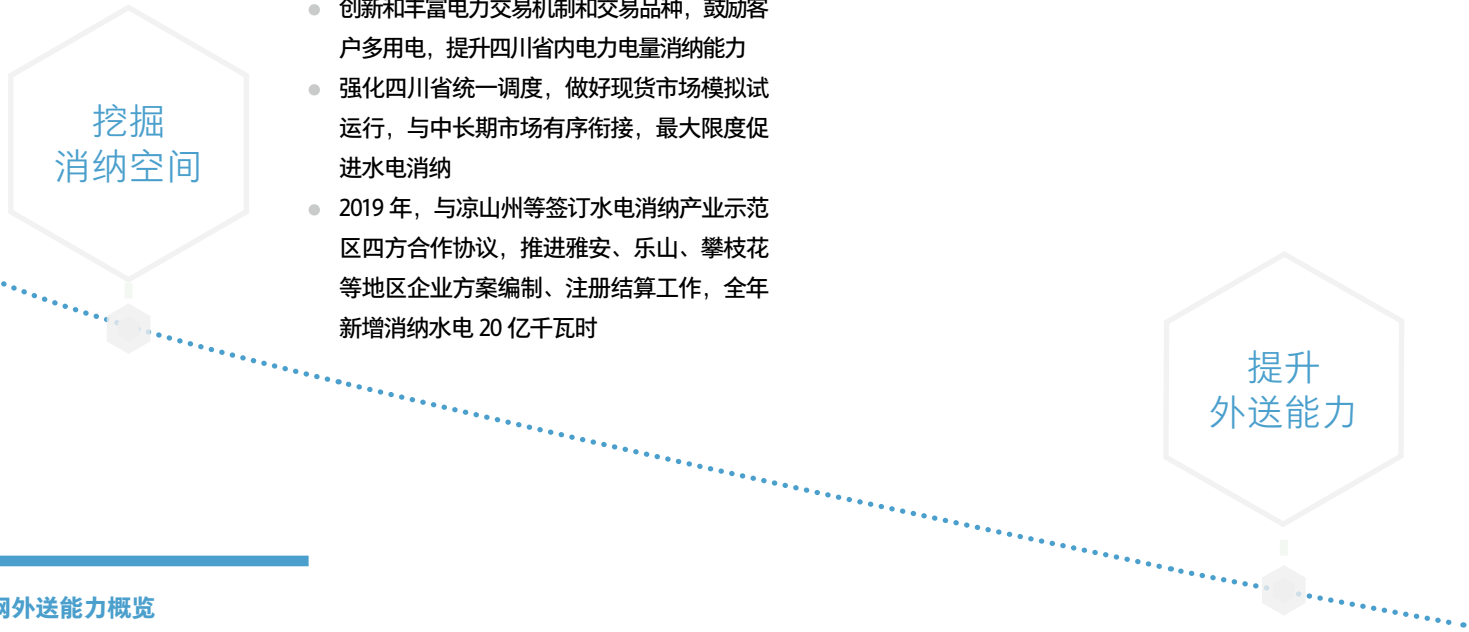 创新和丰富电力交易机制和交易品种，鼓励客
户多用电，提升四川省内电力电量消纳能力
强化四川省统一调度，做好现货市场模拟试
运行，与中长期市场有序衔接，最大限度促
进水电消纳
2019 年，与凉山州等签订水电消纳产业示范
区四方合作协议，推进雅安、乐山、攀枝花
等地区企业方案编制、注册结算工作，全年
新增消纳水电 20 亿千瓦时
挖掘
消纳空间
提升
外送能力
网外送能力概览